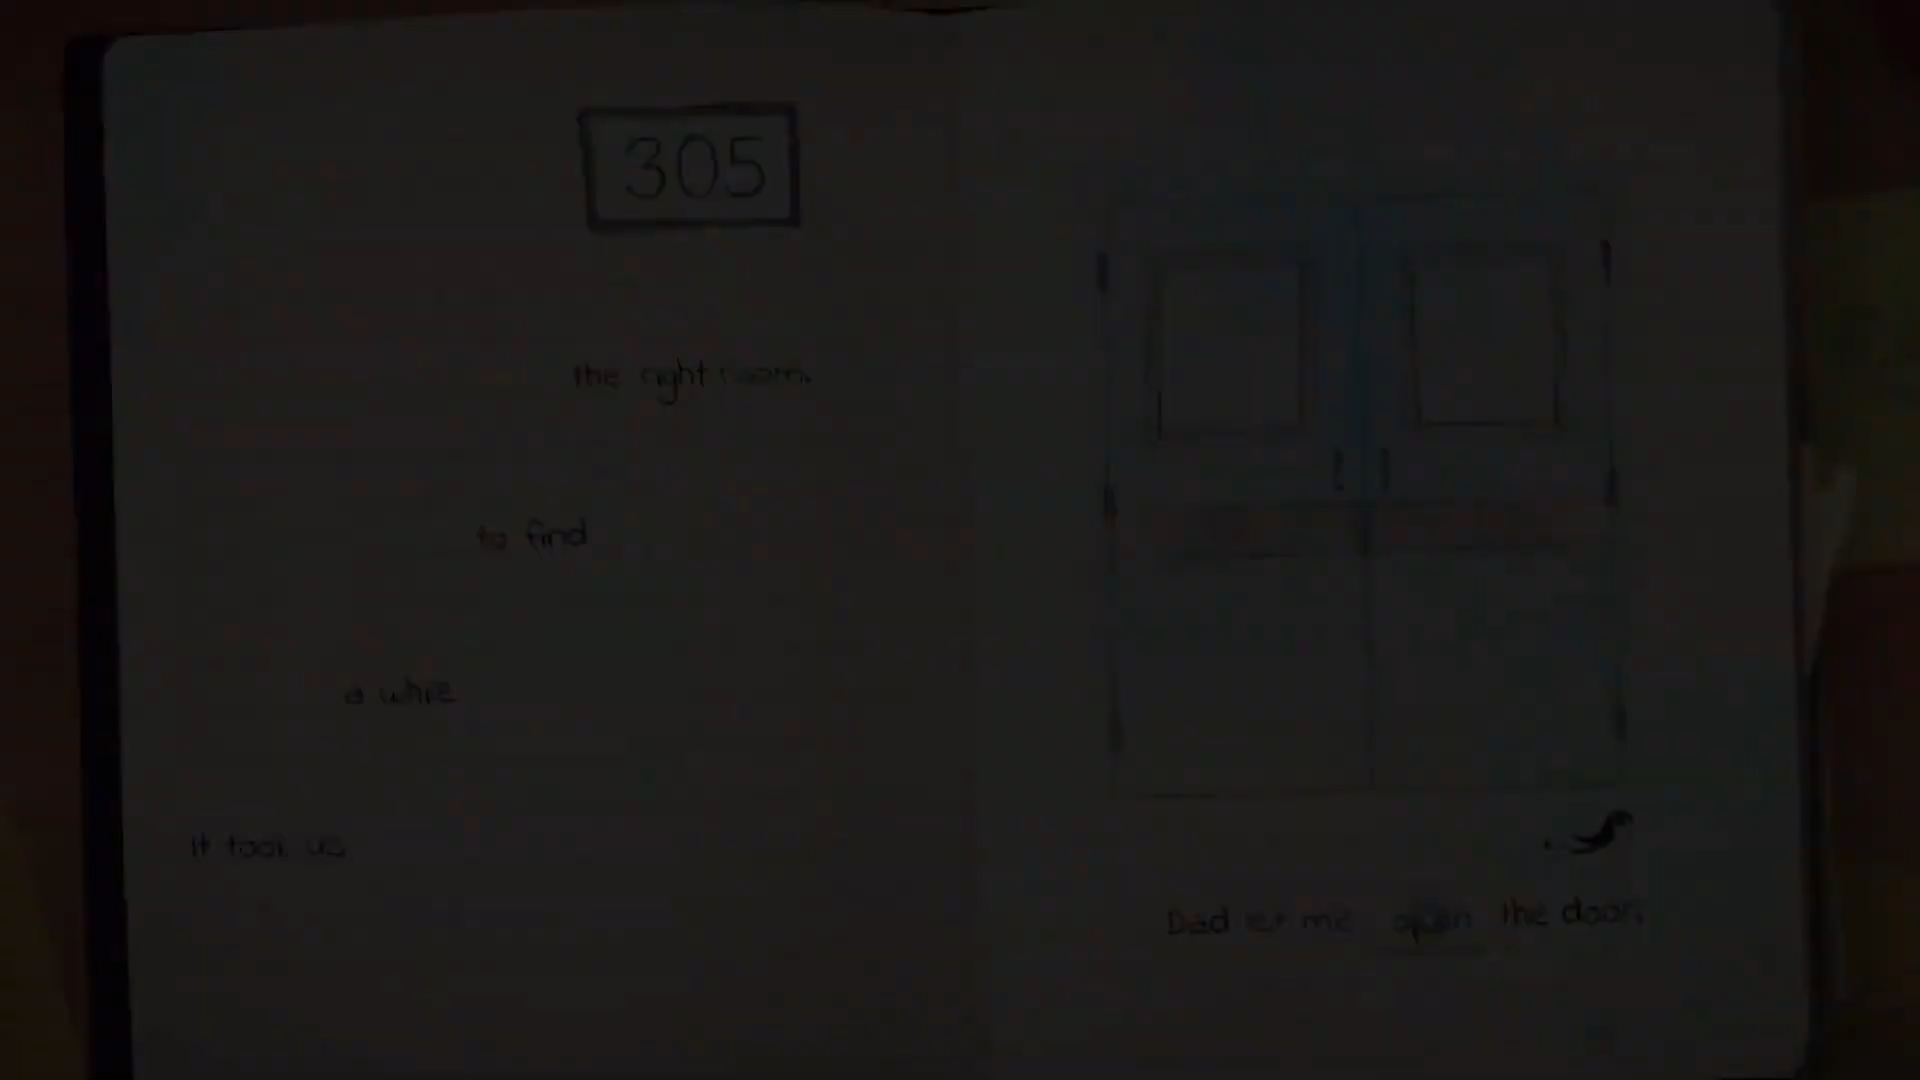 305
it took us
a while
to find
the right room.
Dad let me open the door.